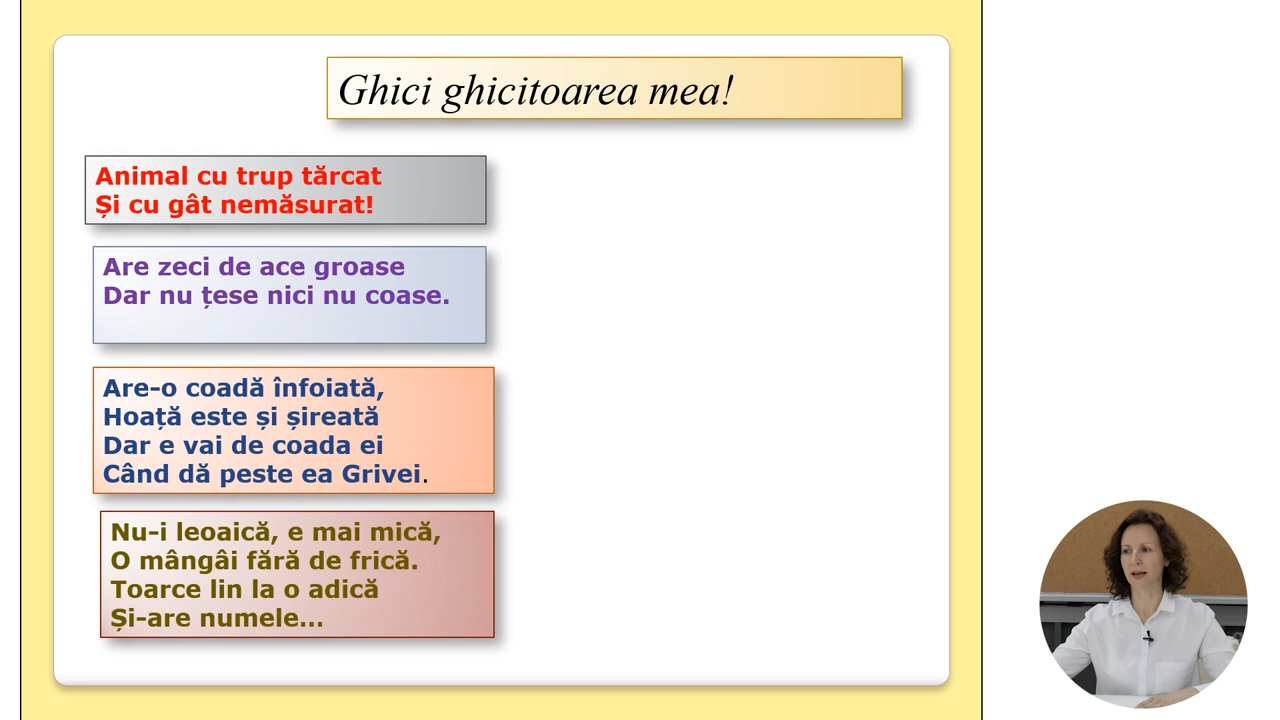 Ghici ghicitoarea mea!
Animal cu trup tărcat
Și cu gât nemăsurat!
Are zeci de ace groase
Dar nu țese nici nu coase.
Are-o coadă înfoiată,
Hoață este și șireată
Dar e vai de coada ei
Când dă peste ea Grivei.
Nu-i leoaică, e mai mică,
O mângâi fără de frică.
Toarce lin la o adică
Și-are numele...